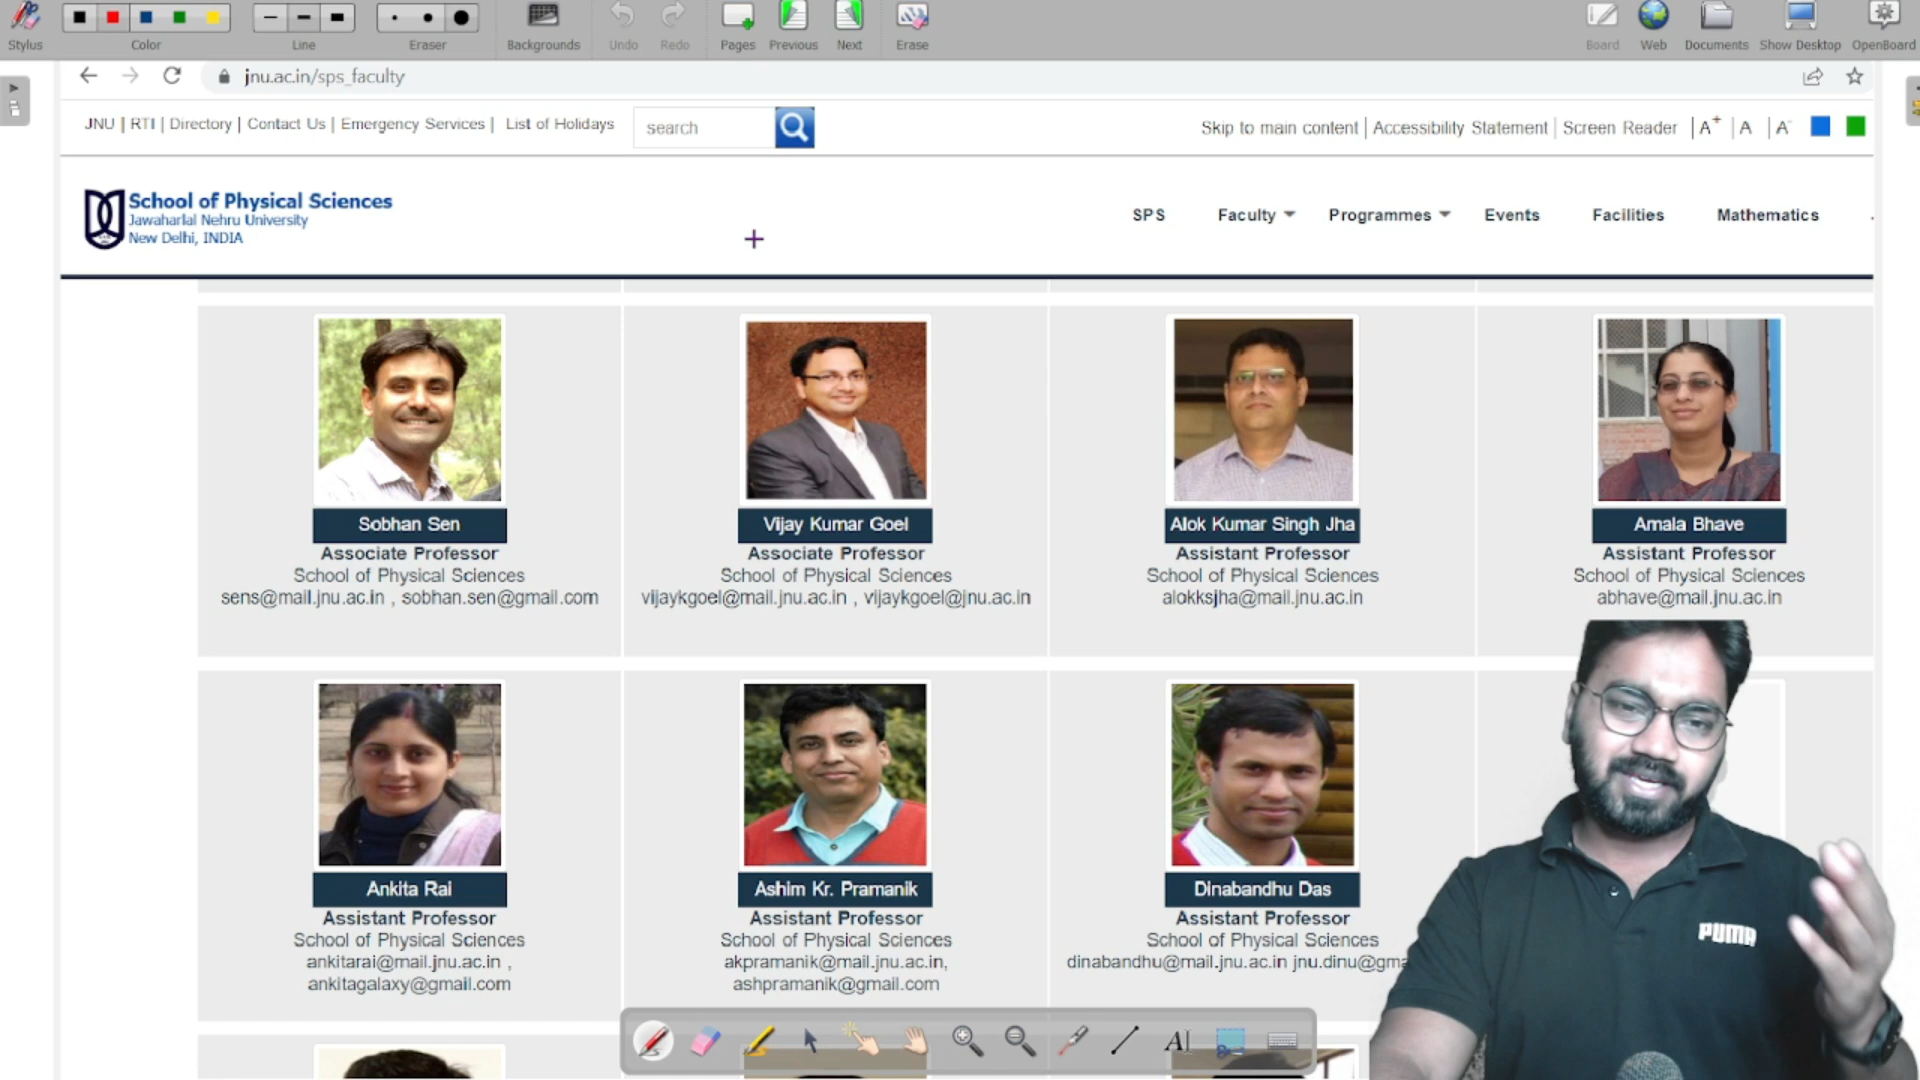 Stylus Color Line Eraser Backgrounds Undo Redo Pages Previous Next Erase Board Web Documents Show Desktop OpenBoard
jnu.ac.in/sps_faculty
JNU | RTI | Directory | Contact Us | Emergency Services | List of Holidays
search
Skip to main content | Accessibility Statement | Screen Reader | A+ | A | A-
School of Physical Sciences
Jawaharlal Nehru University
New Delhi, INDIA
SPS Faculty Programmes Events Facilities Mathematics
Sobhan Sen
Associate Professor
School of Physical Sciences
sens@mail.jnu.ac.in , sobhan.sen@gmail.com
Vijay Kumar Goel
Associate Professor
School of Physical Sciences
vijaykgoel@mail.jnu.ac.in , vijaykgoel@jnu.ac.in
Alok Kumar Singh Jha
Assistant Professor
School of Physical Sciences
alokksjha@mail.jnu.ac.in
Amala Bhave
Assistant Professor
School of Physical Sciences
abhave@mail.jnu.ac.in
Ankita Rai
Assistant Professor
School of Physical Sciences
ankitarai@mail.jnu.ac.in ,
ankitagalaxy@gmail.com
Ashim Kr. Pramanik
Assistant Professor
School of Physical Sciences
akpramanik@mail.jnu.ac.in,
ashpramanik@gmail.com
Dinabandhu Das
Assistant Professor
School of Physical Sciences
dinabandhu@mail.jnu.ac.in jnu.dinu@gma
PUMA
AI